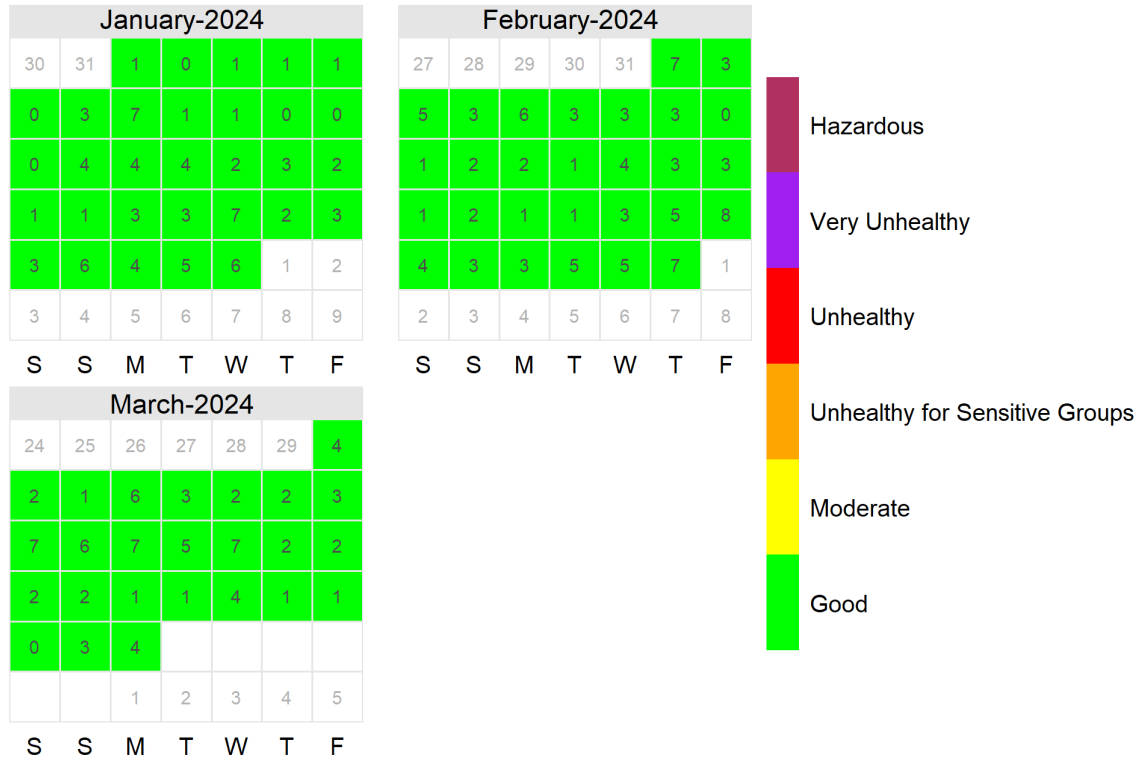 January-2024
30 31 1 0 1 1 1
0 3 7 1 1 0 0
0 4 4 4 2 3 2
1 1 3 3 7 2 3
3 6 4 5 6 1 2
3 4 5 6 7 8 9
S S M T W T F
February-2024
27 28 29 30 31 7 3
5 3 6 3 3 3 0
1 2 2 1 4 3 3
1 2 1 1 3 5 8
4 3 3 5 5 7 1
2 3 4 5 6 7 8
S S M T W T F
March-2024
24 25 26 27 28 29 4
2 1 6 3 2 2 3
7 6 7 5 7 2 2
2 2 1 1 4 1 1
0 3 4
1 2 3 4 5
S S M T W T F
Hazardous
Very Unhealthy
Unhealthy
Unhealthy for Sensitive Groups
Moderate
Good